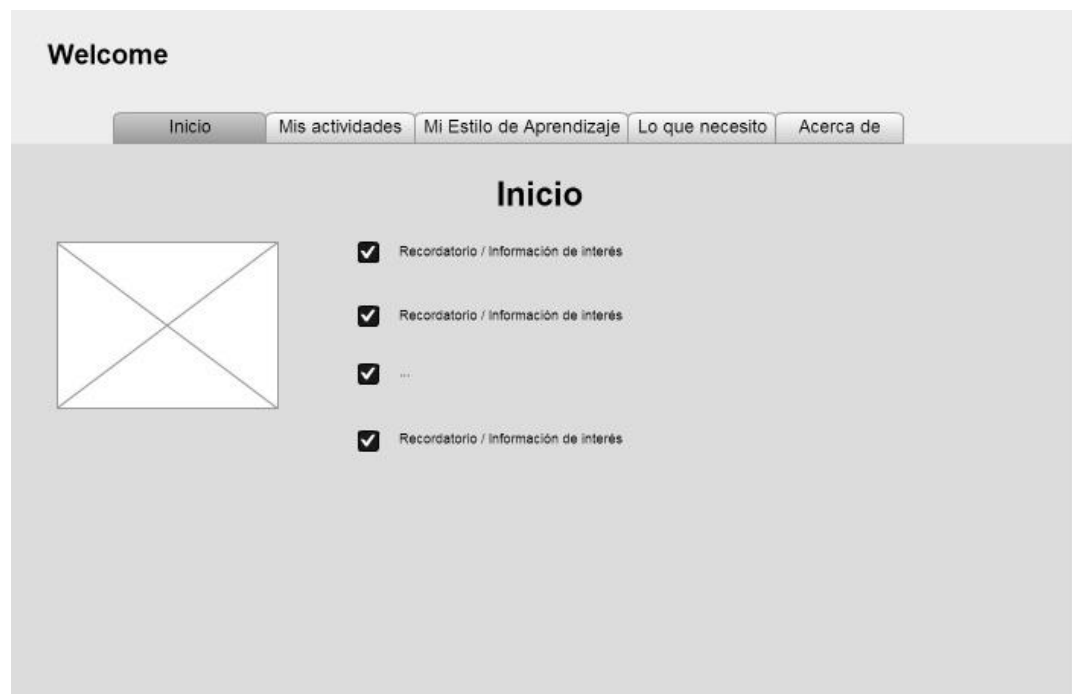 Welcome
Inicio Mis actividades Mi Estilo de Aprendizaje Lo que necesito Acerca de
Inicio
Recordatorio / Información de interés
Recordatorio / Información de interés
...
Recordatorio / Información de interés